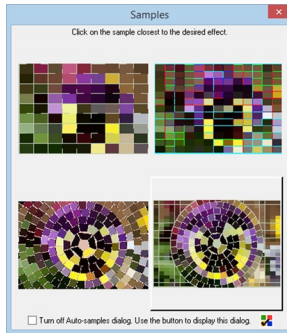 Samples
Click on the sample closest to the desired effect.
Turn off Auto-samples dialog. Use the button to display this dialog.